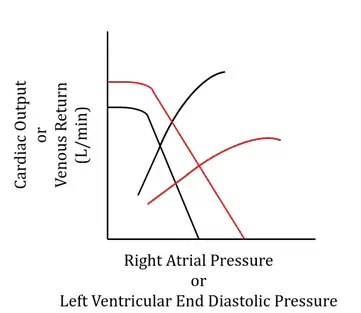 Cardiac Output
or
Venous Return
(L/min)
Right Atrial Pressure
or
Left Ventricular End Diastolic Pressure